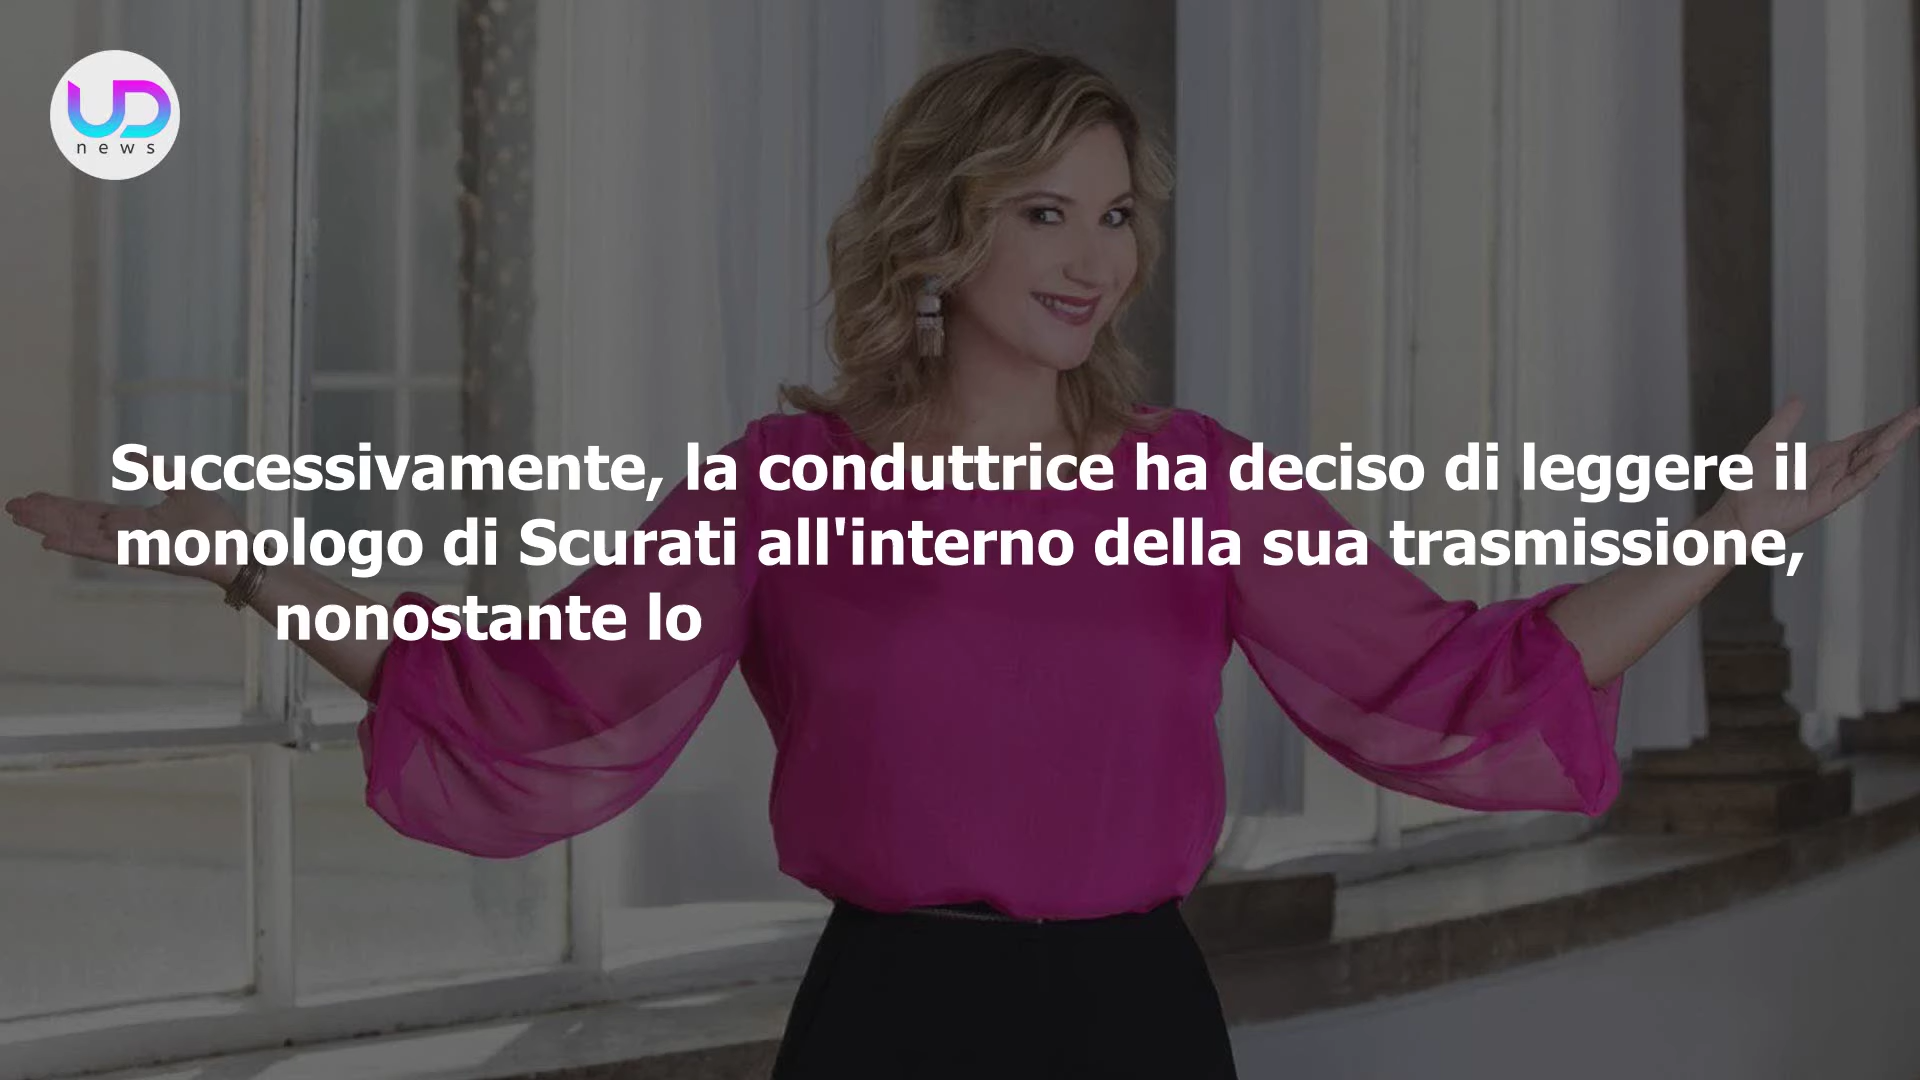 UD
news
Successivamente, la conduttrice ha deciso di leggere il
monologo di Scurati all'interno della sua trasmissione,
nonostante lo